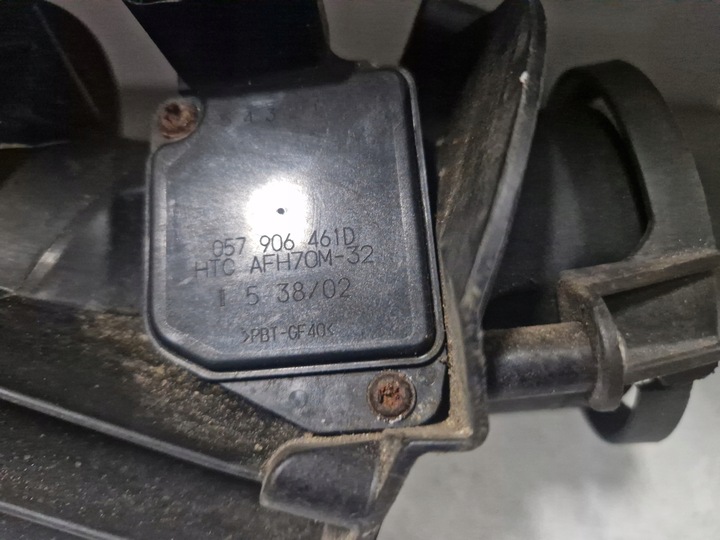 057 906 461D
HTC AFH70M-32
5 38/02
>PBT-GF40<